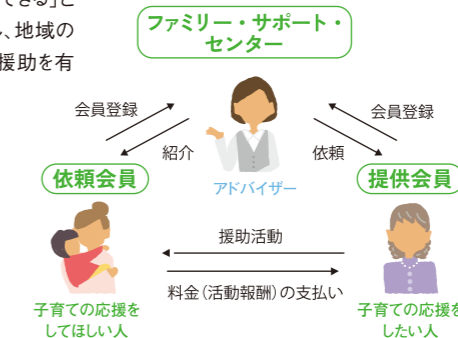 できる」と
、地域の
援助を有
ファミリー・サポート・
センター
会員登録
会員登録
紹介
依頼
依頼会員
アドバイザー
提供会員
援助活動
料金（活動報酬）の支払い
子育ての応援を
してほしい人
子育ての応援を
したい人